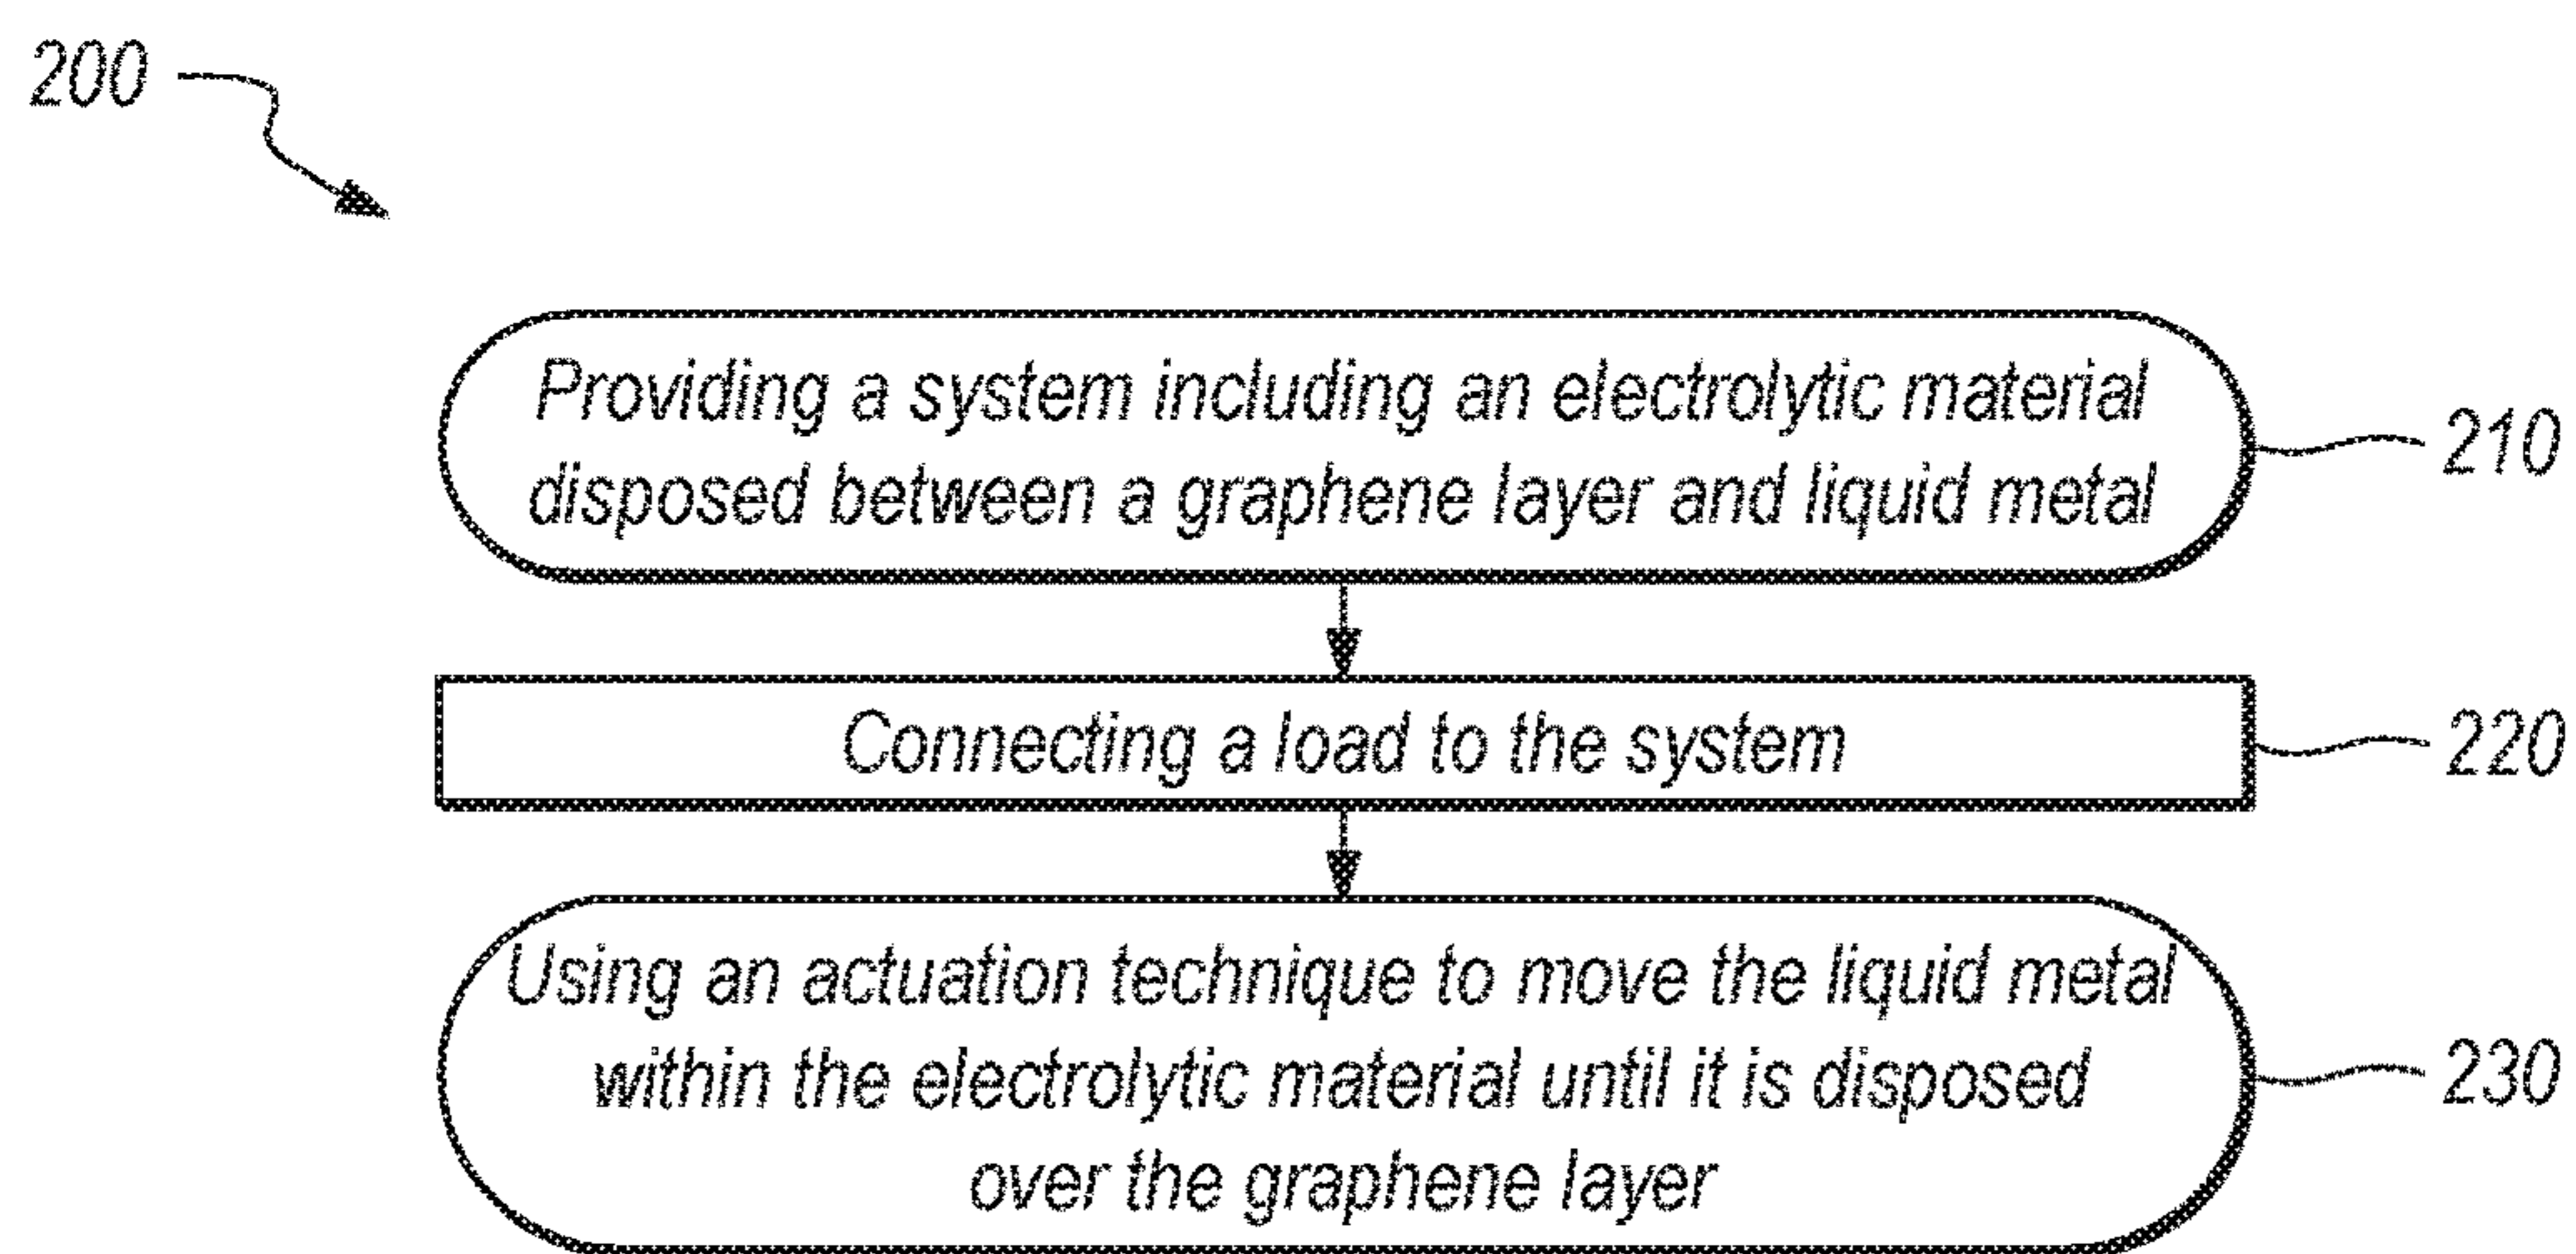 200
Providing a system including an electrolytic material
disposed between a graphene layer and liquid metal
210
Connecting a load to the system
220
Using an actuation technique to move the liquid metal
within the electrolytic material until it is disposed
over the graphene layer
230